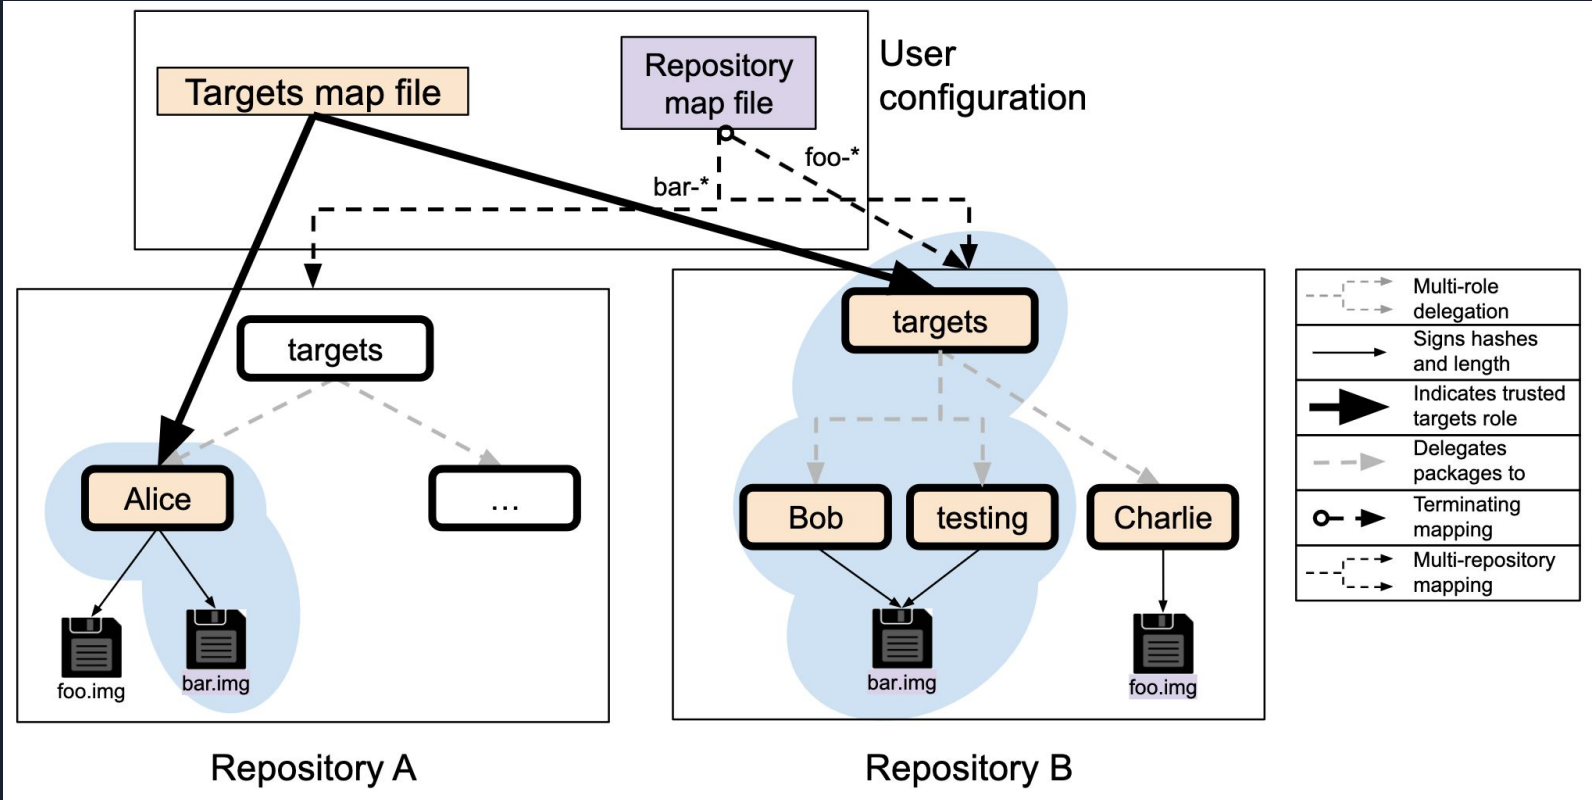 Targets map file
Repository
map file
User
configuration
foo-*
bar-*
targets
Alice
...
foo.img
bar.img
Repository A
targets
Bob
testing
Charlie
bar.img
foo.img
Repository B
Multi-role
delegation
Signs hashes
and length
Indicates trusted
targets role
Delegates
packages to
Terminating
mapping
Multi-repository
mapping